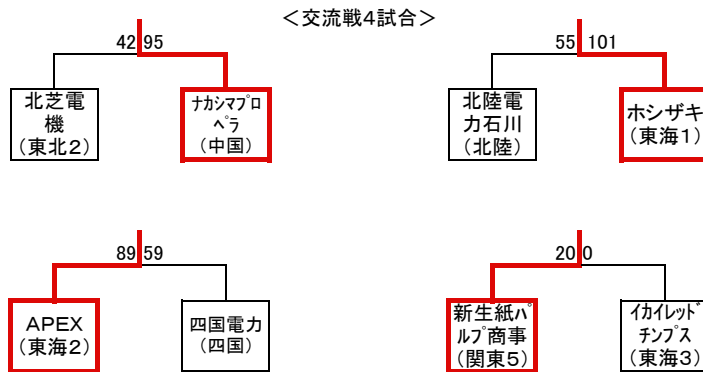 ＜交流戦4試合＞
42 95
55 101
北芝電
機
（東北2）
ﾅｶｼﾏﾌﾟﾛ
ﾍﾟﾗ
（中国）
北陸電
力石川
（北陸）
ホシザキ
（東海1）
89 59
20 0
APEX
（東海2）
四国電力
（四国）
新生紙ﾊﾟ
ﾙﾌﾟ商事
（関東5）
ｲｶｲﾚｯﾄﾞ
ﾁﾝﾌﾟｽ
（東海3）